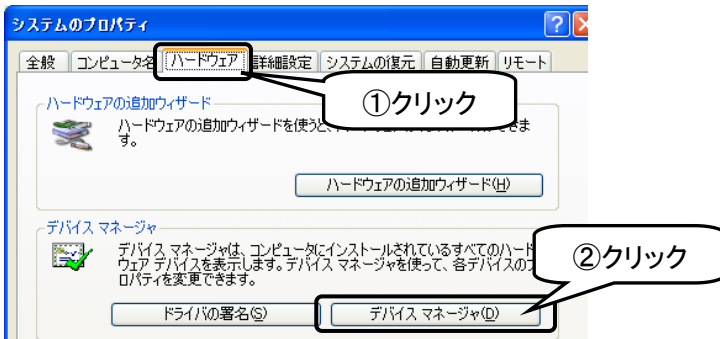 システムのプロパティ
?
全般 コンピュータ名 ハードウェア 詳細設定 システムの復元 自動更新 リモート
①クリック
ハードウェアの追加ウィザード
ハードウェアの追加ウィザードを使うと、
す。
ハードウェアの追加ウィザード(H)
デバイス マネージャ
デバイス マネージャは、コンピュータにインストールされているすべてのハード
ウェア デバイスを表示します。デバイス マネージャを使って、各デバイスのプ
ロパティを変更できます。
②クリック
ドライバの署名(S) デバイス マネージャ(D)